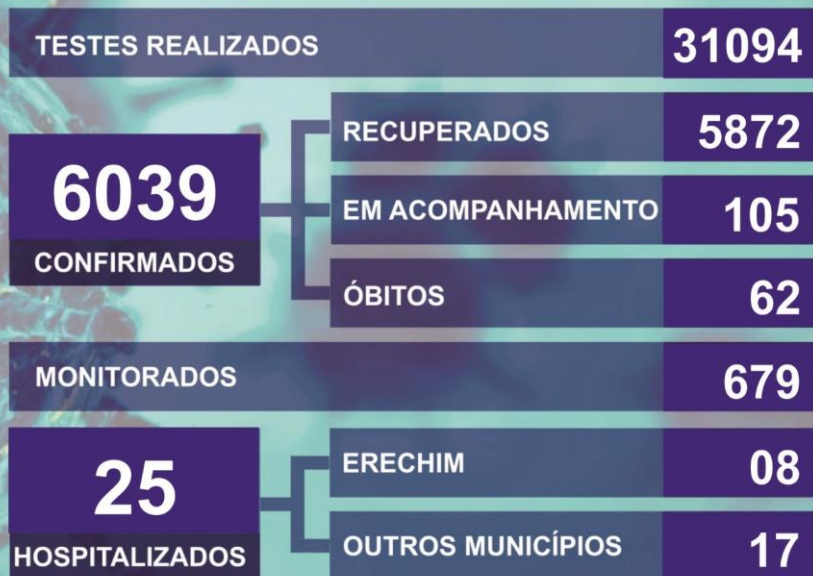 TESTES REALIZADOS 31094
6039
CONFIRMADOS
RECUPERADOS 5872
EM ACOMPANHAMENTO 105
ÓBITOS 62
MONITORADOS 679
25
HOSPITALIZADOS
ERECHIM 08
OUTROS MUNICÍPIOS 17